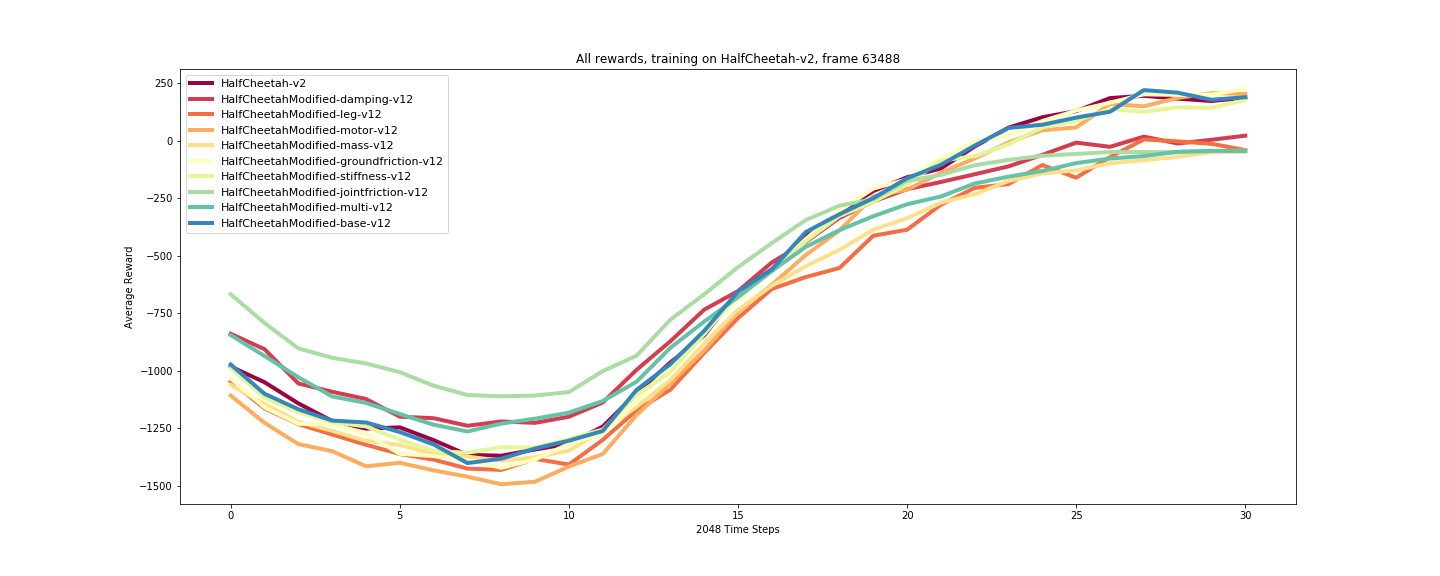 All rewards, training on HalfCheetah-v2, frame 63488
250
0
−250
−500
−750
−1000
−1250
−1500
Average Reward
HalfCheetah-v2
HalfCheetahModified-damping-v12
HalfCheetahModified-leg-v12
HalfCheetahModified-motor-v12
HalfCheetahModified-mass-v12
HalfCheetahModified-groundfriction-v12
HalfCheetahModified-stiffness-v12
HalfCheetahModified-jointfriction-v12
HalfCheetahModified-multi-v12
HalfCheetahModified-base-v12
0 5 10 15 20 25 30
2048 Time Steps